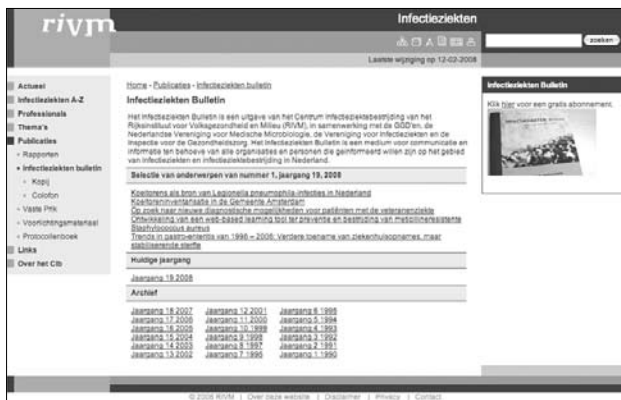 rivm
Infectieziekten
zoeken
Laatste wijziging op 12-02-2008
Actueel
Infectieziekten A-Z
Professionals
Thema's
Publicaties
Rapporten
Infectieziekten bulletin
Kopij
Colofon
Vaste Prik
Voorlichtingsmateriaal
Protocollenboek
Links
Over het CIb
Home - Publicaties - Infectieziekten bulletin
Infectieziekten Bulletin
Het Infectieziekten Bulletin is een uitgave van het Centrum Infectieziektebestrijding van het
Rijksinstituut voor Volksgezondheid en Milieu (RIVM), in samenwerking met de GGD'en, de
Nederlandse Vereniging voor Medische Microbiologie, de Vereniging voor Infectieziekten en de
Inspectie voor de Gezondheidszorg. Het Infectieziekten Bulletin is een medium voor communicatie en
informatie ten behoeve van alle organisaties en personen die geïnformeerd willen zijn op het gebied
van infectieziekten en infectieziektebestrijding in Nederland.
Selectie van onderwerpen van nummer 1, jaargang 19, 2008
Koeltorens als bron van Legionella pneumophila-infecties in Nederland
Koeltoreninventarisatie in de Gemeente Amsterdam
Op zoek naar nieuwe diagnostische mogelijkheden voor patiënten met de veteranenziekte
Ontwikkeling van een web-based learning tool ter preventie en bestrijding van meticillineresistente
Staphylococcus aureus
Trends in gastro-enteritis van 1996 – 2006: Verdere toename van ziekenhuisopnames, maar
stabiliserende sterfte
Huidige jaargang
Jaargang 19 2008
Archief
Jaargang 18 2007 Jaargang 12 2001 Jaargang 6 1995
Jaargang 17 2006 Jaargang 11 2000 Jaargang 5 1994
Jaargang 16 2005 Jaargang 10 1999 Jaargang 4 1993
Jaargang 15 2004 Jaargang 9 1998 Jaargang 3 1992
Jaargang 14 2003 Jaargang 8 1997 Jaargang 2 1991
Jaargang 13 2002 Jaargang 7 1996 Jaargang 1 1990
Infectieziekten Bulletin
Klik hier voor een gratis abonnement.
© 2008 RIVM | Over deze website | Disclaimer | Privacy | Contact